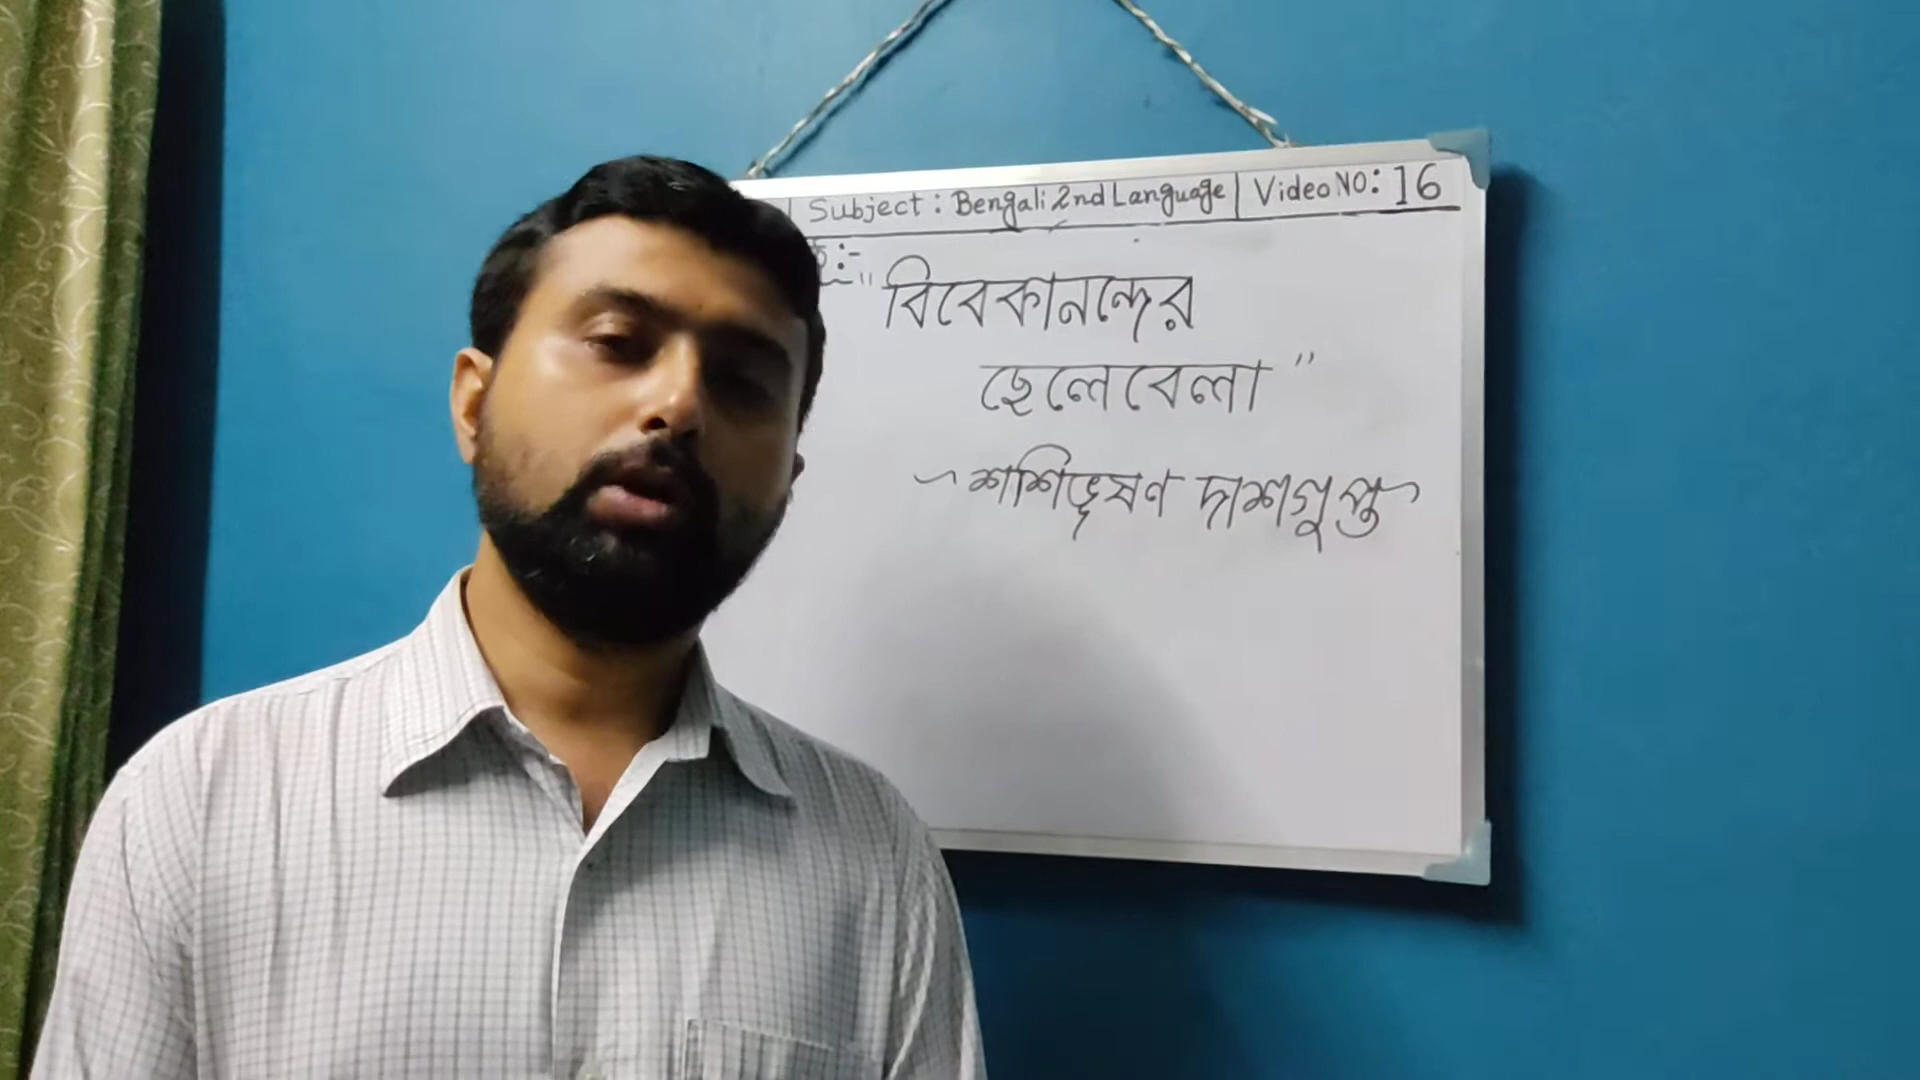 | Subject : Bengali 2nd Language | Video NO: 16
:- "বিবেকানন্দের
ছেলেবেলা"
~ শশিভূষণ দাশগুপ্ত